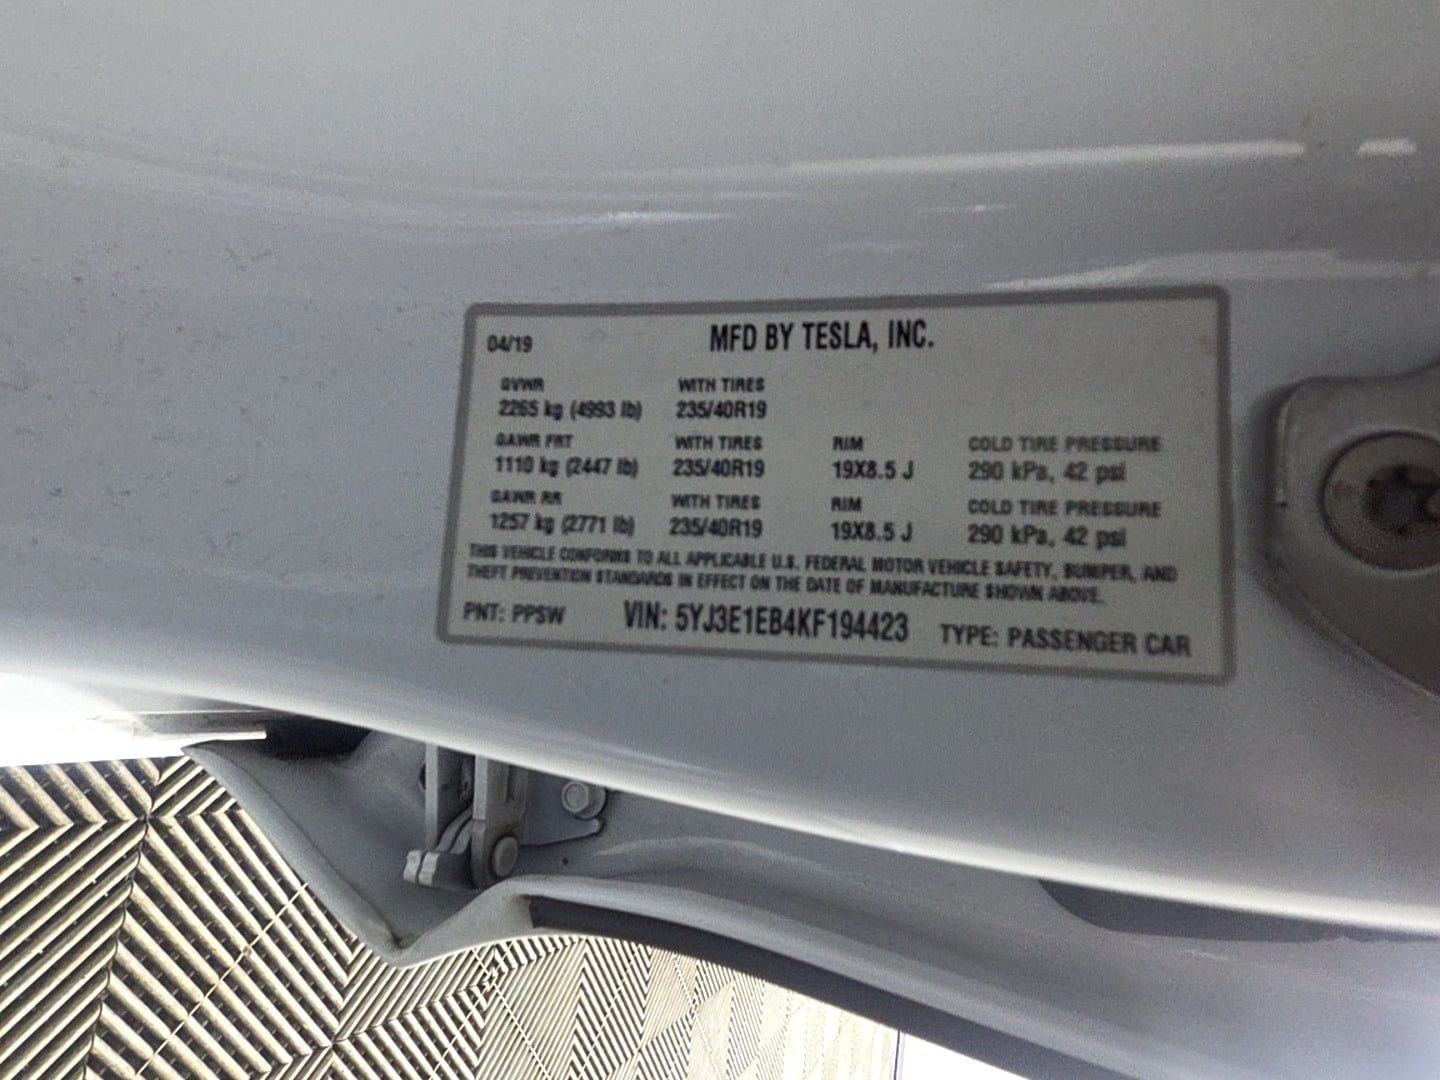 04/19 MFD BY TESLA, INC.
GVWR WITH TIRES
2265 kg (4993 lb) 235/40R19
GAWR FRT WITH TIRES RIM COLD TIRE PRESSURE
1110 kg (2447 lb) 235/40R19 19X8.5 J 290 kPa, 42 psi
GAWR RR WITH TIRES RIM COLD TIRE PRESSURE
1257 kg (2771 lb) 235/40R19 19X8.5 J 290 kPa, 42 psi
THIS VEHICLE CONFORMS TO ALL APPLICABLE U.S. FEDERAL MOTOR VEHICLE SAFETY, BUMPER, AND
THEFT PREVENTION STANDARDS IN EFFECT ON THE DATE OF MANUFACTURE SHOWN ABOVE.
PNT: PPSW VIN: 5YJ3E1EB4KF194423 TYPE: PASSENGER CAR